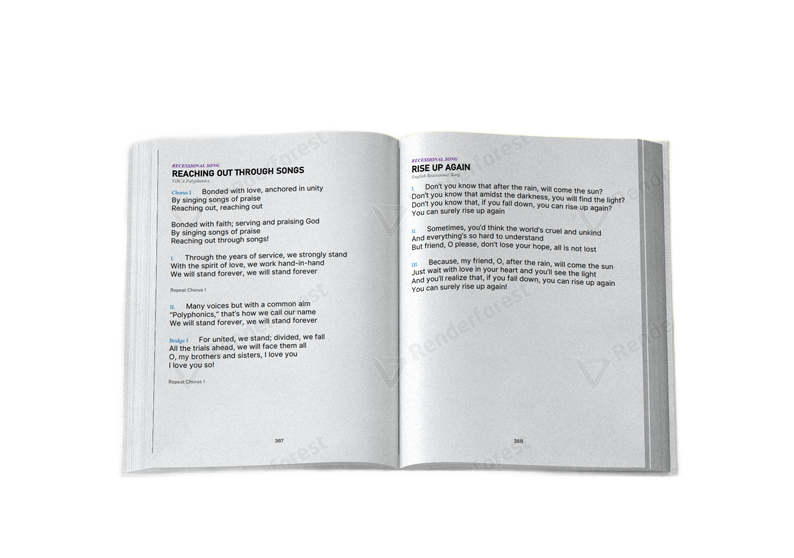 RECESSIONAL SONG
REACHING OUT THROUGH SONGS
Chorus I Bonded with love, anchored in unity
By singing songs of praise
Reaching out, reaching out
Bonded with faith; serving and praising God
By singing songs of praise
Reaching out through songs!
I. Through the years of service, we strongly stand
With the spirit of love, we work hand-in-hand
We will stand forever, we will stand forever
Repeat Chorus I
II. Many voices but with a common aim
“Polyphonics,” that's how we call our name
We will stand forever, we will stand forever
Bridge I For united, we stand; divided, we fall
All the trials ahead, we will face them all
O, my brothers and sisters, I love you
I love you so!
Repeat Chorus I
367
RECESSIONAL SONG
RISE UP AGAIN
English Recessional Song
I. Don't you know that after the rain, will come the sun?
Don't you know that amidst the darkness, you will find the light?
Don't you know that, if you fall down, you can rise up again?
You can surely rise up again
II. Sometimes, you'd think the world's cruel and unkind
And everything's so hard to understand
But friend, O please, don't lose your hope, all is not lost
III. Because, my friend, O, after the rain, will come the sun
Just wait with love in your heart and you'll see the light
And you'll realize that, if you fall down, you can rise up again
You can surely rise up again!
368
Renderforest